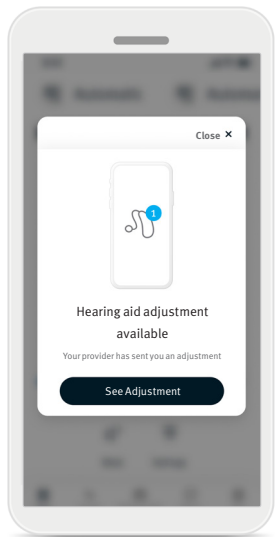 Close ×
1
Hearing aid adjustment
available
Your provider has sent you an adjustment
See Adjustment